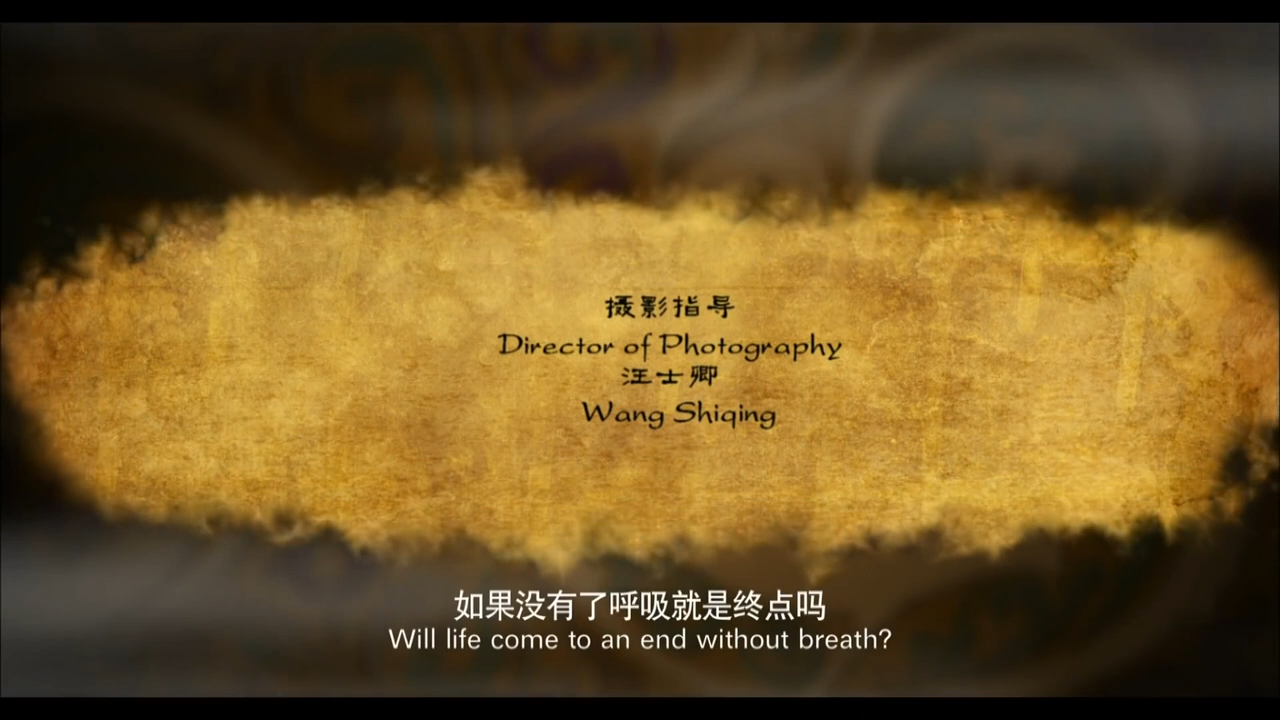 摄影指导
Director of Photography
汪士卿
Wang Shiqing
如果没有了呼吸就是终点吗
Will life come to an end without breath?